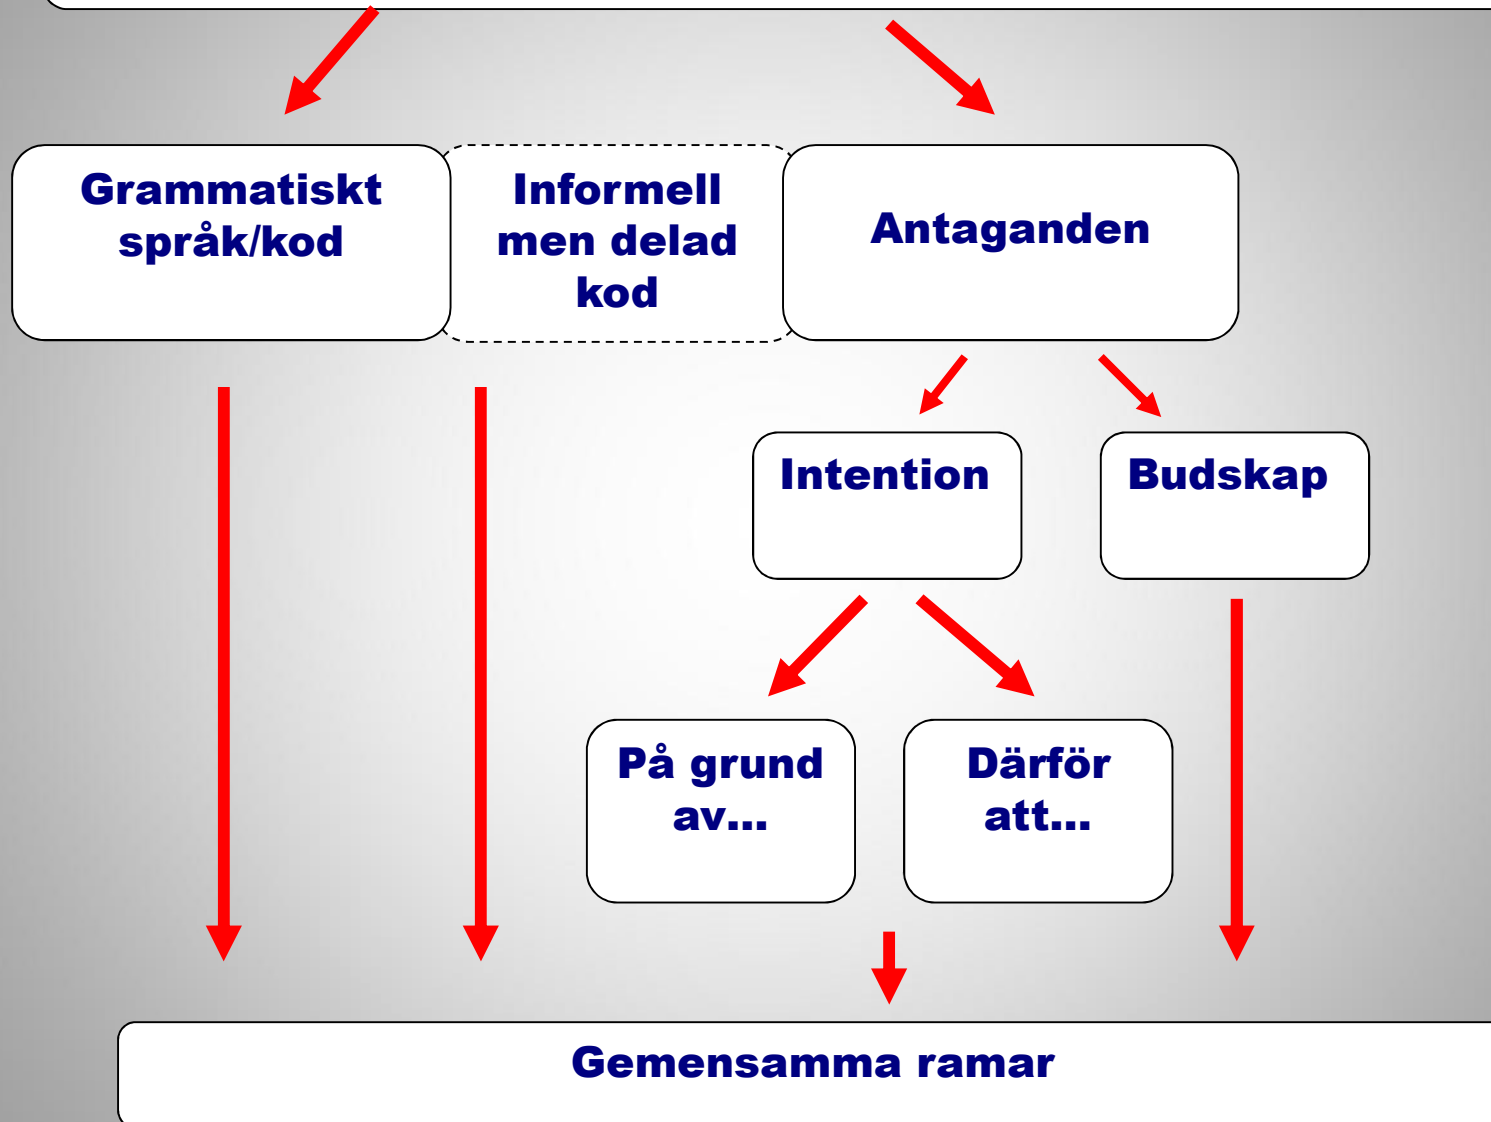 Grammatiskt
språk/kod
Informell
men delad
kod
Antaganden
Intention
Budskap
På grund
av...
Därför
att...
Gemensamma ramar